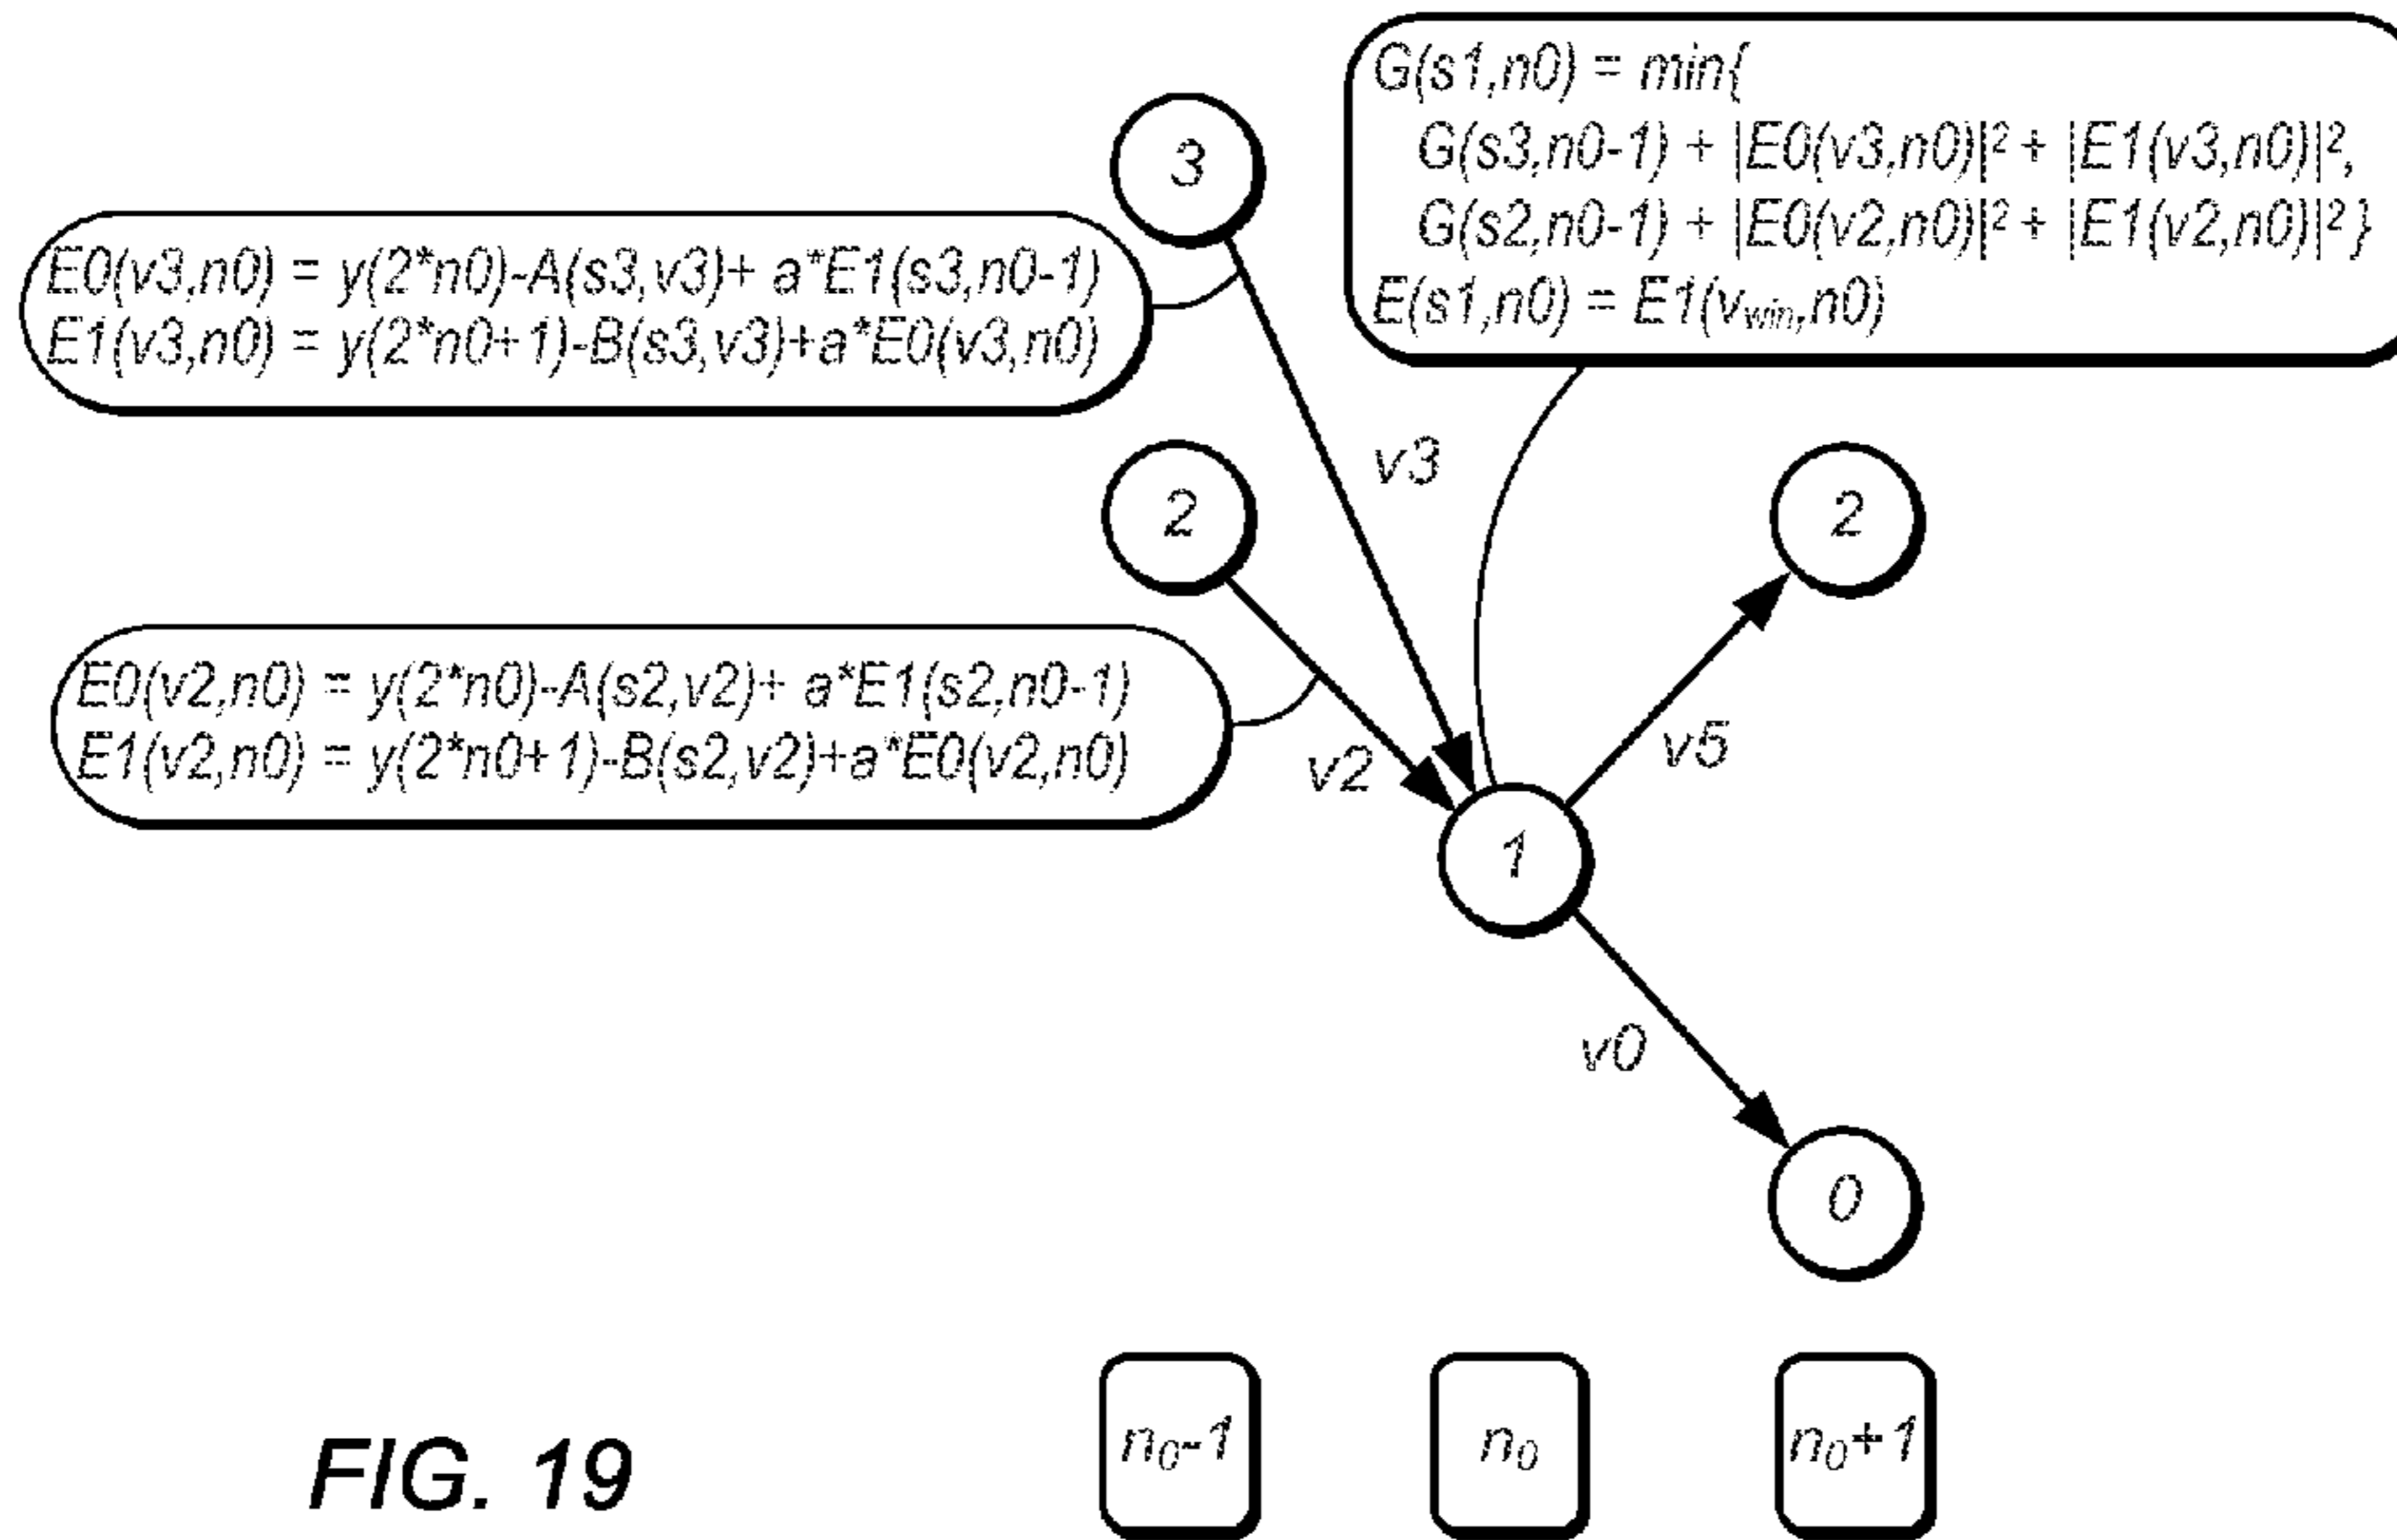 G(s1,n0) = min{
G(s3,n0-1) + |E0(v3,n0)|² + |E1(v3,n0)|²,
G(s2,n0-1) + |E0(v2,n0)|² + |E1(v2,n0)|² }
E(s1,n0) = E1(vwin,n0)
3
E0(v3,n0) = y(2*n0)-A(s3,v3)+ a*E1(s3,n0-1)
E1(v3,n0) = y(2*n0+1)-B(s3,v3)+a*E0(v3,n0)
v3
2
2
E0(v2,n0) = y(2*n0)-A(s2,v2)+ a*E1(s2,n0-1)
E1(v2,n0) = y(2*n0+1)-B(s2,v2)+a*E0(v2,n0)
v2
v5
1
v0
0
n₀-1
n₀
n₀+1
FIG. 19